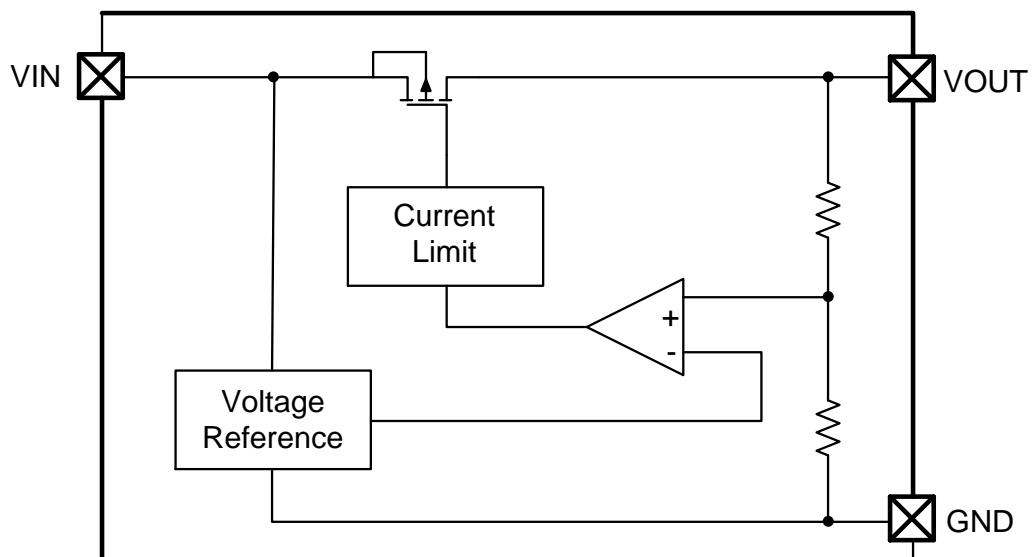 VIN
VOUT
Current
Limit
+
-
Voltage
Reference
GND